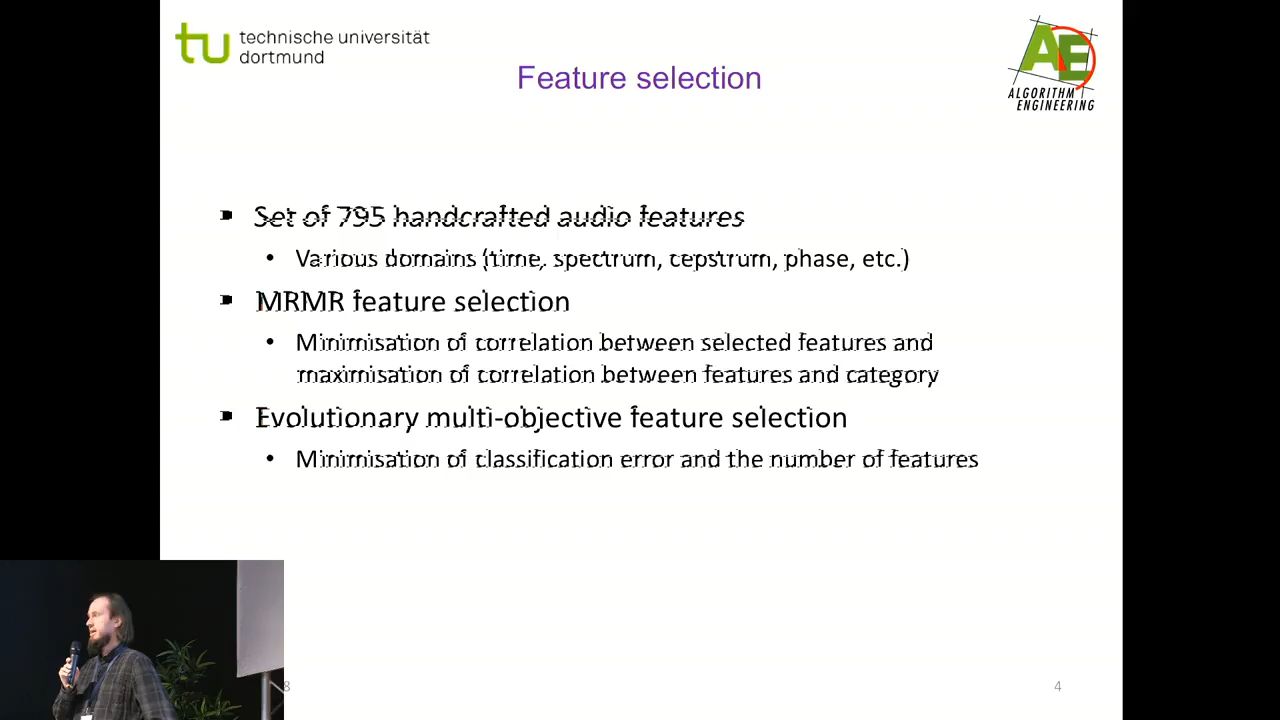 technische universität
dortmund
Feature selection
AE
ALGORITHM
ENGINEERING
Set of 795 handcrafted audio features
Various domains (time, spectrum, cepstrum, phase, etc.)
MRMR feature selection
Minimisation of correlation between selected features and
maximisation of correlation between features and category
Evolutionary multi-objective feature selection
Minimisation of classification error and the number of features
8
4